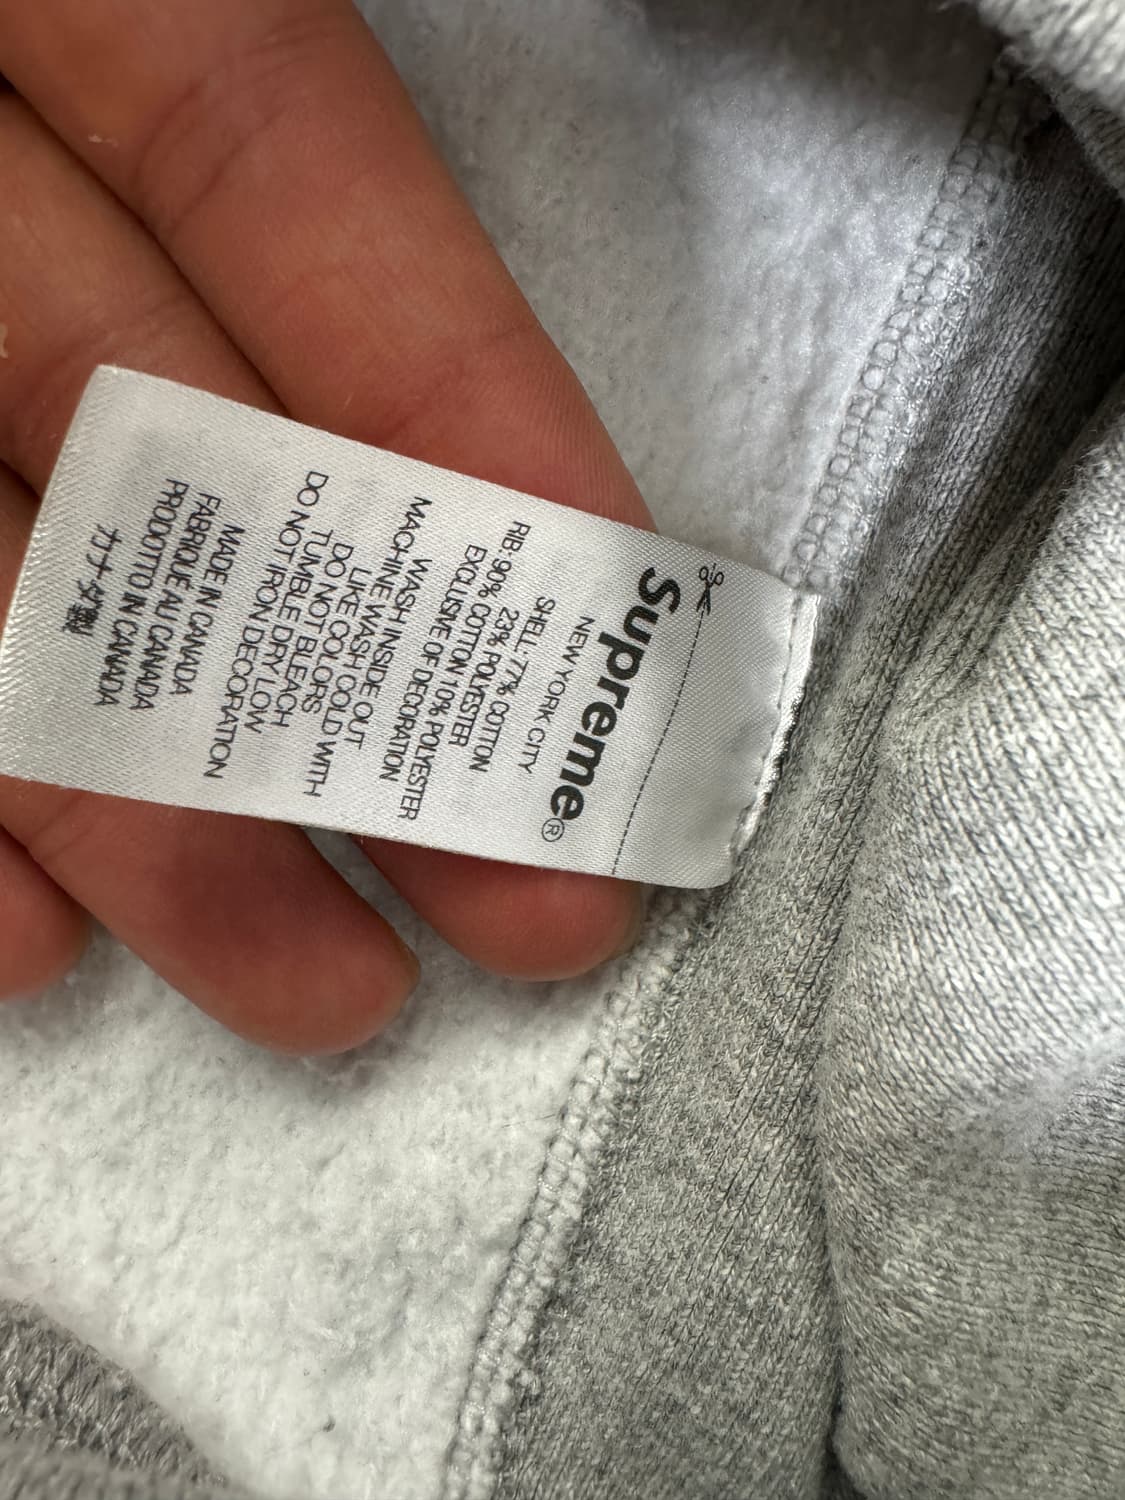 Supreme®
NEW YORK CITY
SHELL: 77% COTTON
23% POLYESTER
RIB: 90% COTTON 10% POLYESTER
EXCLUSIVE OF DECORATION
WASH INSIDE OUT
MACHINE WASH COLD WITH
LIKE COLORS
DO NOT BLEACH
TUMBLE DRY LOW
DO NOT IRON DECORATION
MADE IN CANADA
FABRIQUE AU CANADA
PRODOTTO IN CANADA
カナダ製